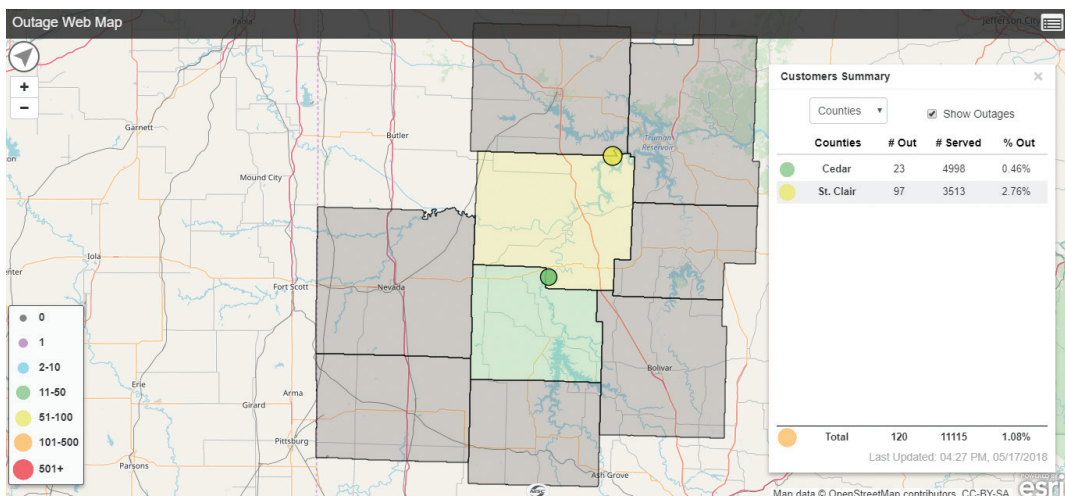 Outage Web Map
Paola
Jefferson City
+
−
Garnett
Butler
Truman
Reservoir
Mound City
Iola
Fort Scott
Nevada
Bolivar
Erie
Arma
Girard
Pittsburg
Parsons
Ash Grove
0
1
2-10
11-50
51-100
101-500
501+
Customers Summary ×
Counties
Show Outages
Counties # Out # Served % Out
Cedar 23 4998 0.46%
St. Clair 97 3513 2.76%
Total 120 11115 1.08%
Last Updated: 04:27 PM, 05/17/2018
Map data © OpenStreetMap contributors, CC-BY-SA
POWERED BY
esri